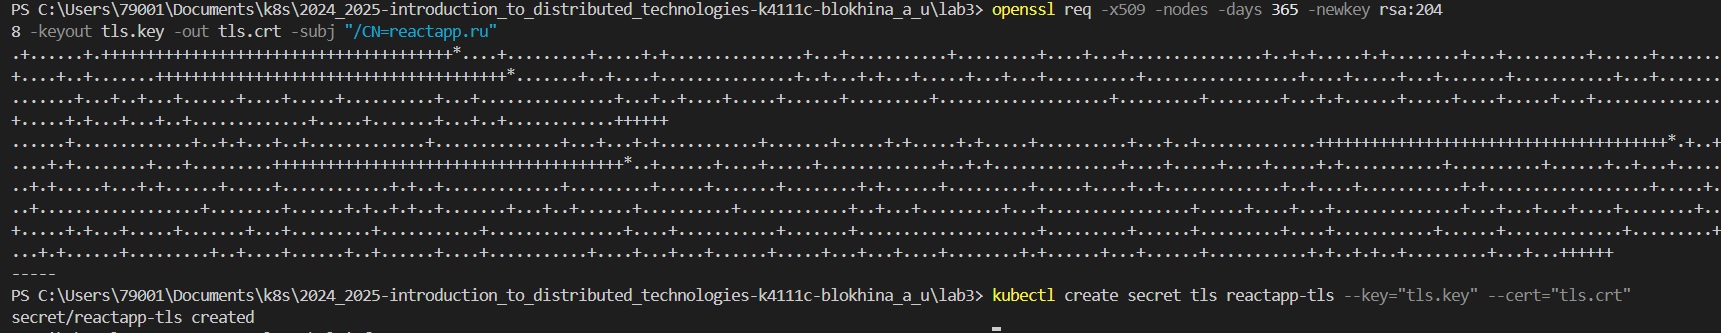 PS C:\Users\79001\Documents\k8s\2024_2025-introduction_to_distributed_technologies-k4111c-blokhina_a_u\lab3> openssl req -x509 -nodes -days 365 -newkey rsa:204
8 -keyout tls.key -out tls.crt -subj "/CN=reactapp.ru"
-----
PS C:\Users\79001\Documents\k8s\2024_2025-introduction_to_distributed_technologies-k4111c-blokhina_a_u\lab3> kubectl create secret tls reactapp-tls --key="tls.key" --cert="tls.crt"
secret/reactapp-tls created